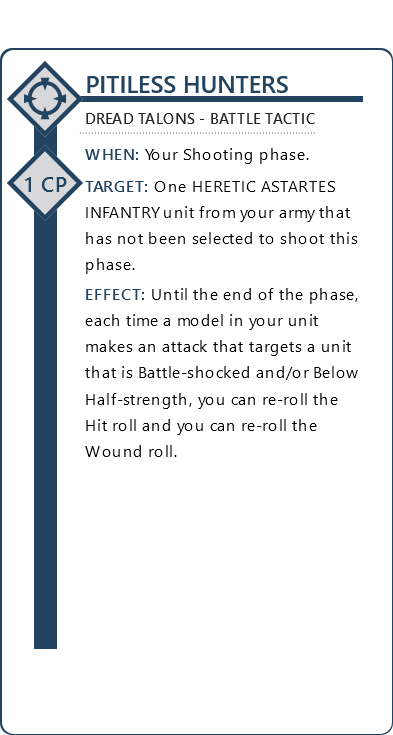 PITILESS HUNTERS
DREAD TALONS - BATTLE TACTIC
WHEN: Your Shooting phase.
1 CP
TARGET: One HERETIC ASTARTES
INFANTRY unit from your army that
has not been selected to shoot this
phase.
EFFECT: Until the end of the phase,
each time a model in your unit
makes an attack that targets a unit
that is Battle-shocked and/or Below
Half-strength, you can re-roll the
Hit roll and you can re-roll the
Wound roll.